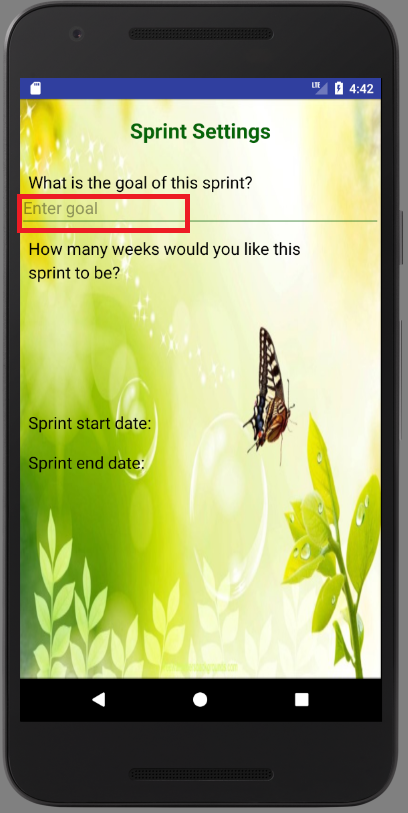 LTE 4:42
Sprint Settings
What is the goal of this sprint?
Enter goal
How many weeks would you like this
sprint to be?
Sprint start date:
Sprint end date: